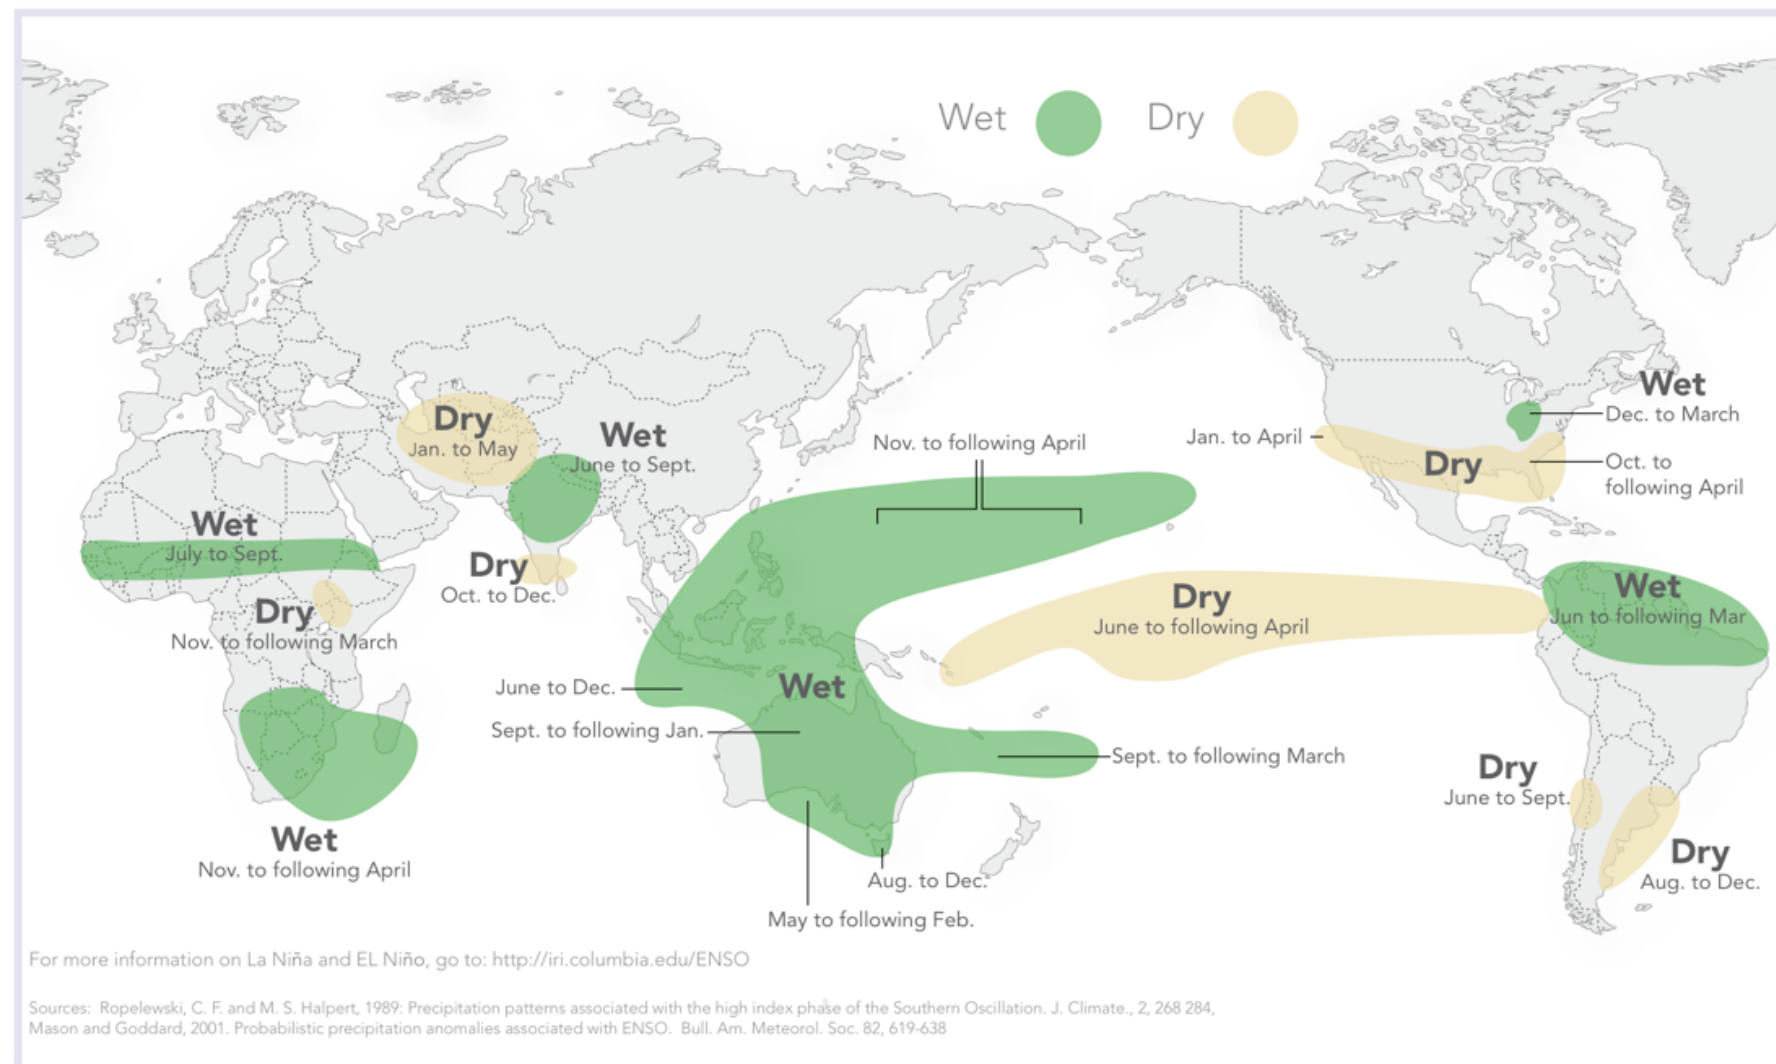 Wet
Dry
Wet
Dec. to March
Dry
Jan. to May
Wet
June to Sept.
Nov. to following April
Jan. to April
Dry
Oct. to
following April
Wet
July to Sept.
Dry
Oct. to Dec.
Dry
Nov. to following March
Dry
June to following April
Wet
Jun to following Mar
June to Dec.
Wet
Sept. to following Jan.
Sept. to following March
Dry
June to Sept.
Wet
Nov. to following April
Aug. to Dec.
May to following Feb.
Dry
Aug. to Dec.
For more information on La Niña and EL Niño, go to: http://iri.columbia.edu/ENSO
Sources: Ropelewski, C. F. and M. S. Halpert, 1989: Precipitation patterns associated with the high index phase of the Southern Oscillation. J. Climate., 2, 268 284,
Mason and Goddard, 2001. Probabilistic precipitation anomalies associated with ENSO. Bull. Am. Meteorol. Soc. 82, 619-638